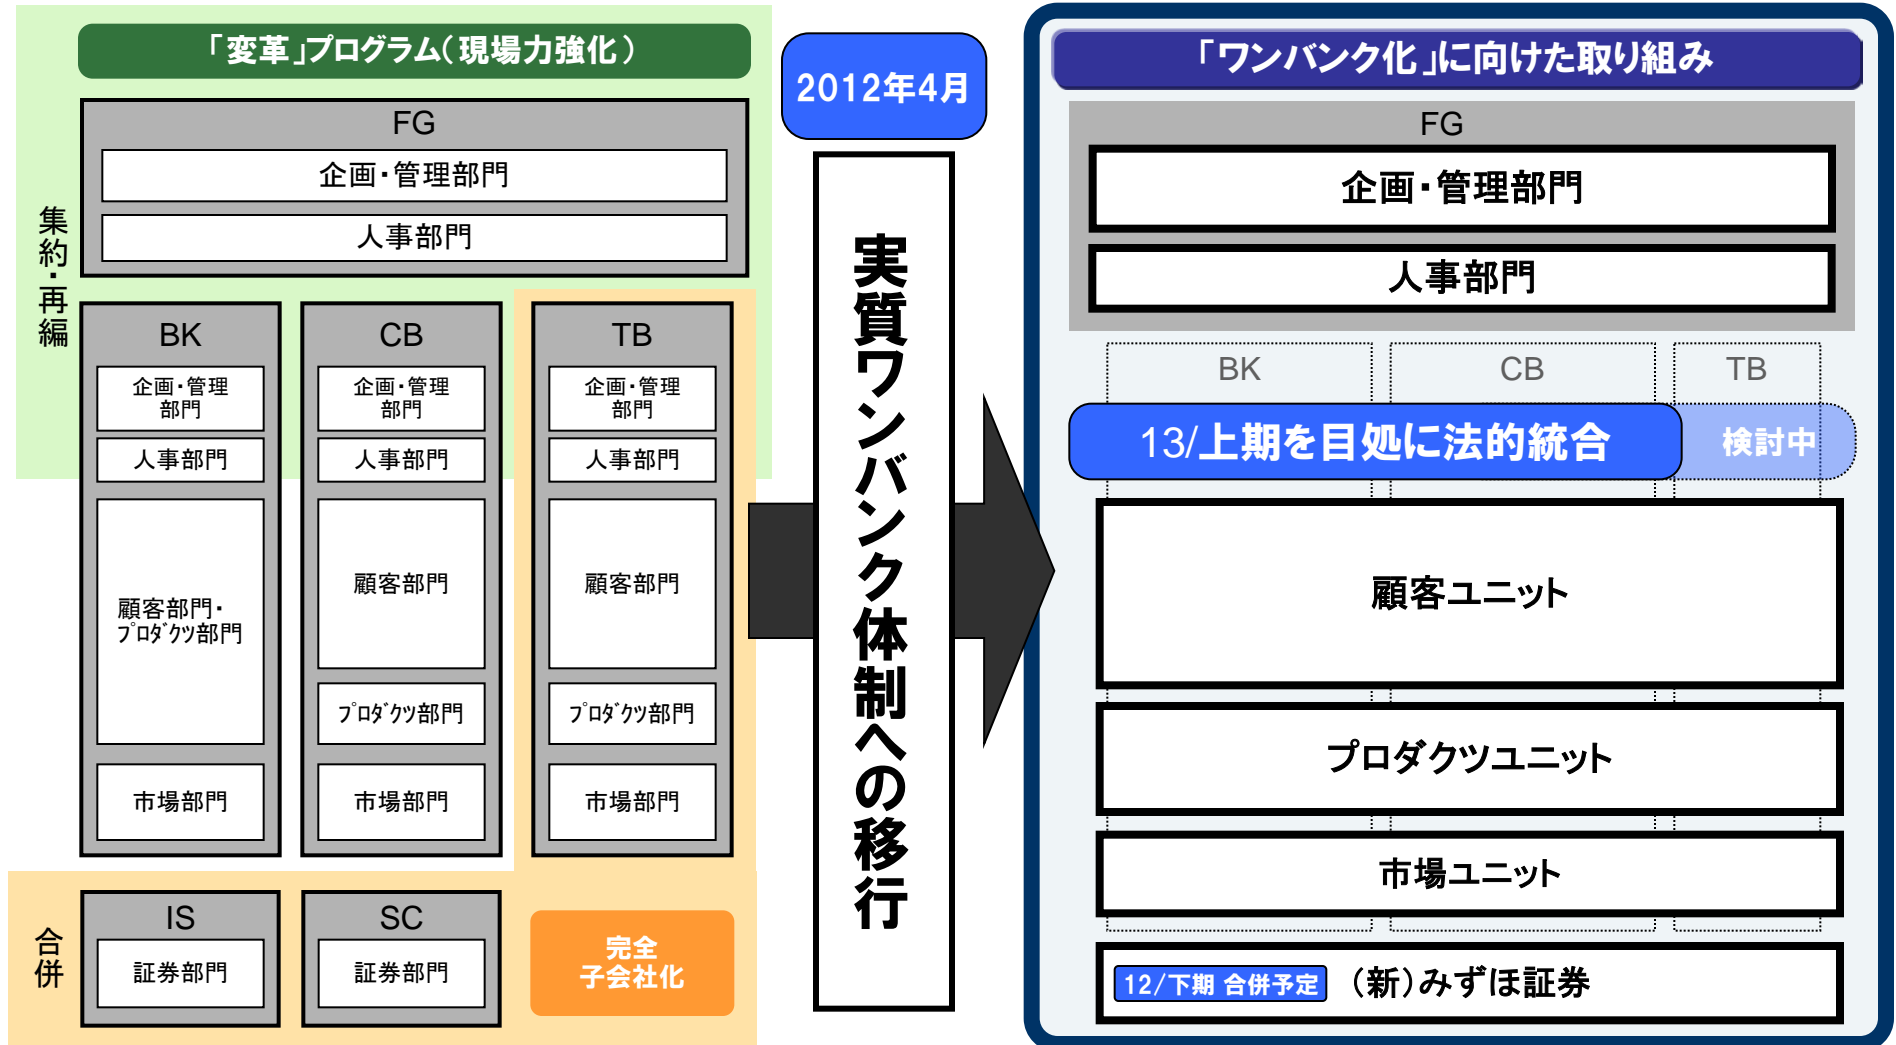 「変革」プログラム(現場力強化)
集約・再編
FG
企画・管理部門
人事部門
BK
企画・管理
部門
人事部門
顧客部門・
プロダクツ部門
市場部門
CB
企画・管理
部門
人事部門
顧客部門
プロダクツ部門
市場部門
TB
企画・管理
部門
人事部門
顧客部門
プロダクツ部門
市場部門
合併
IS
証券部門
SC
証券部門
完全
子会社化
2012年4月
実質ワンバンク体制への移行
「ワンバンク化」に向けた取り組み
FG
企画・管理部門
人事部門
BK
CB
TB
13/上期を目処に法的統合
検討中
顧客ユニット
プロダクツユニット
市場ユニット
12/下期 合併予定
(新)みずほ証券